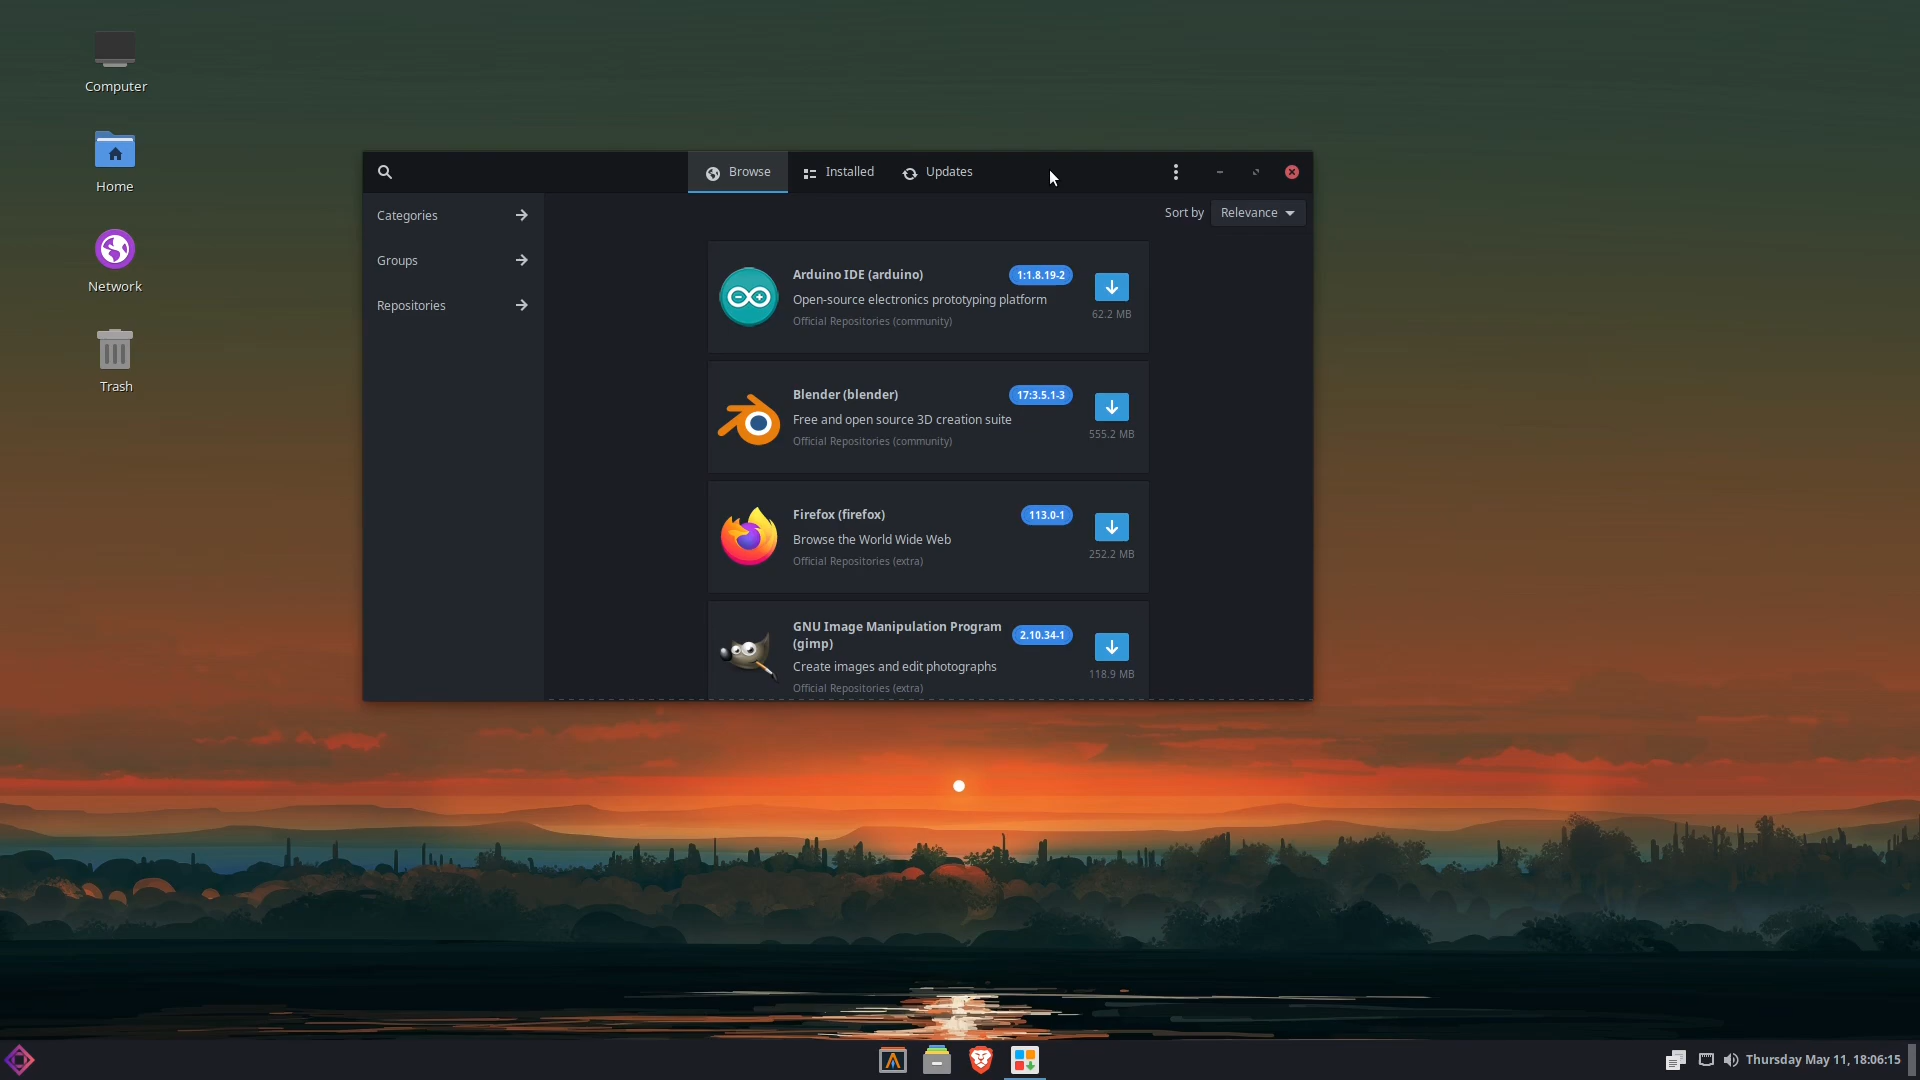 Computer
Home
Network
Trash
Browse
Installed
Updates
Categories
Groups
Repositories
Sort by
Relevance
Arduino IDE (arduino)
1:1.8.19-2
Open-source electronics prototyping platform
Official Repositories (community)
62.2 MB
Blender (blender)
17:3.5.1-3
Free and open source 3D creation suite
Official Repositories (community)
555.2 MB
Firefox (firefox)
113.0-1
Browse the World Wide Web
Official Repositories (extra)
252.2 MB
GNU Image Manipulation Program
(gimp)
2.10.34-1
Create images and edit photographs
Official Repositories (extra)
118.9 MB
Thursday May 11, 18:06:15